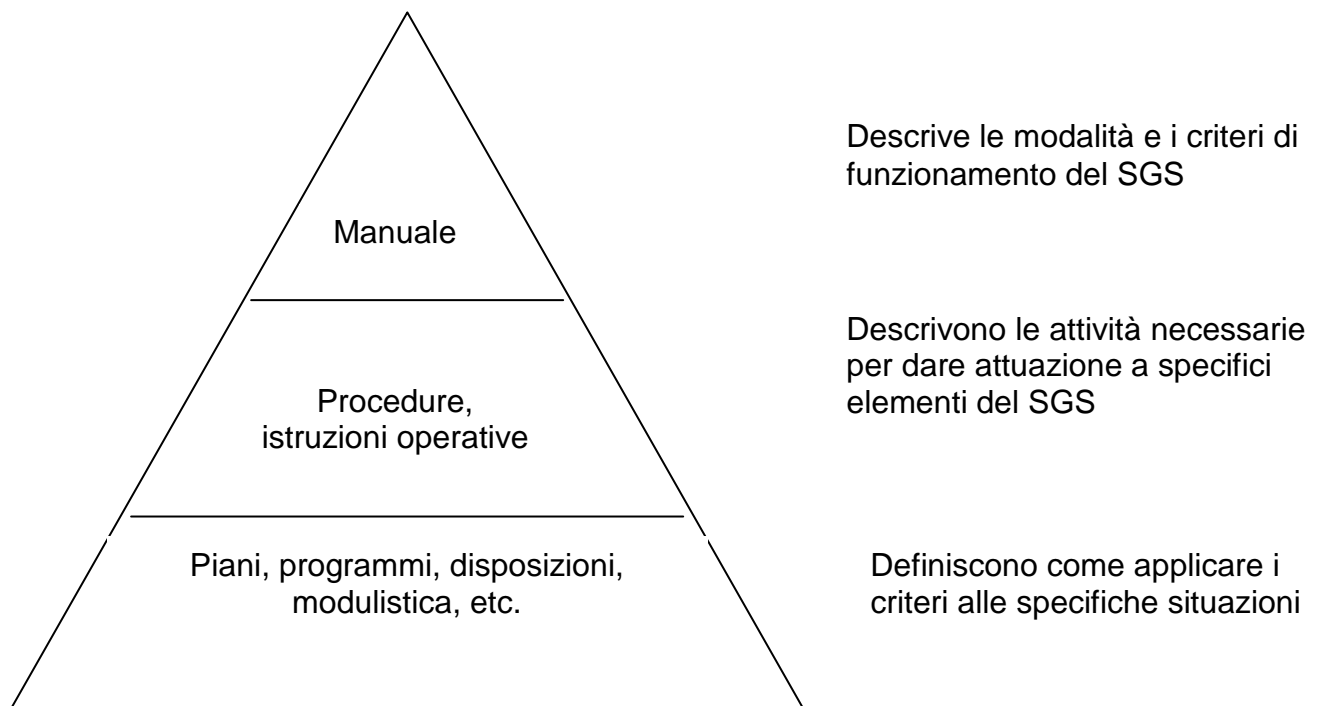 Descrive le modalità e i criteri di
funzionamento del SGS
Manuale
Descrivono le attività necessarie
per dare attuazione a specifici
elementi del SGS
Procedure,
istruzioni operative
Piani, programmi, disposizioni,
modulistica, etc.
Definiscono come applicare i
criteri alle specifiche situazioni